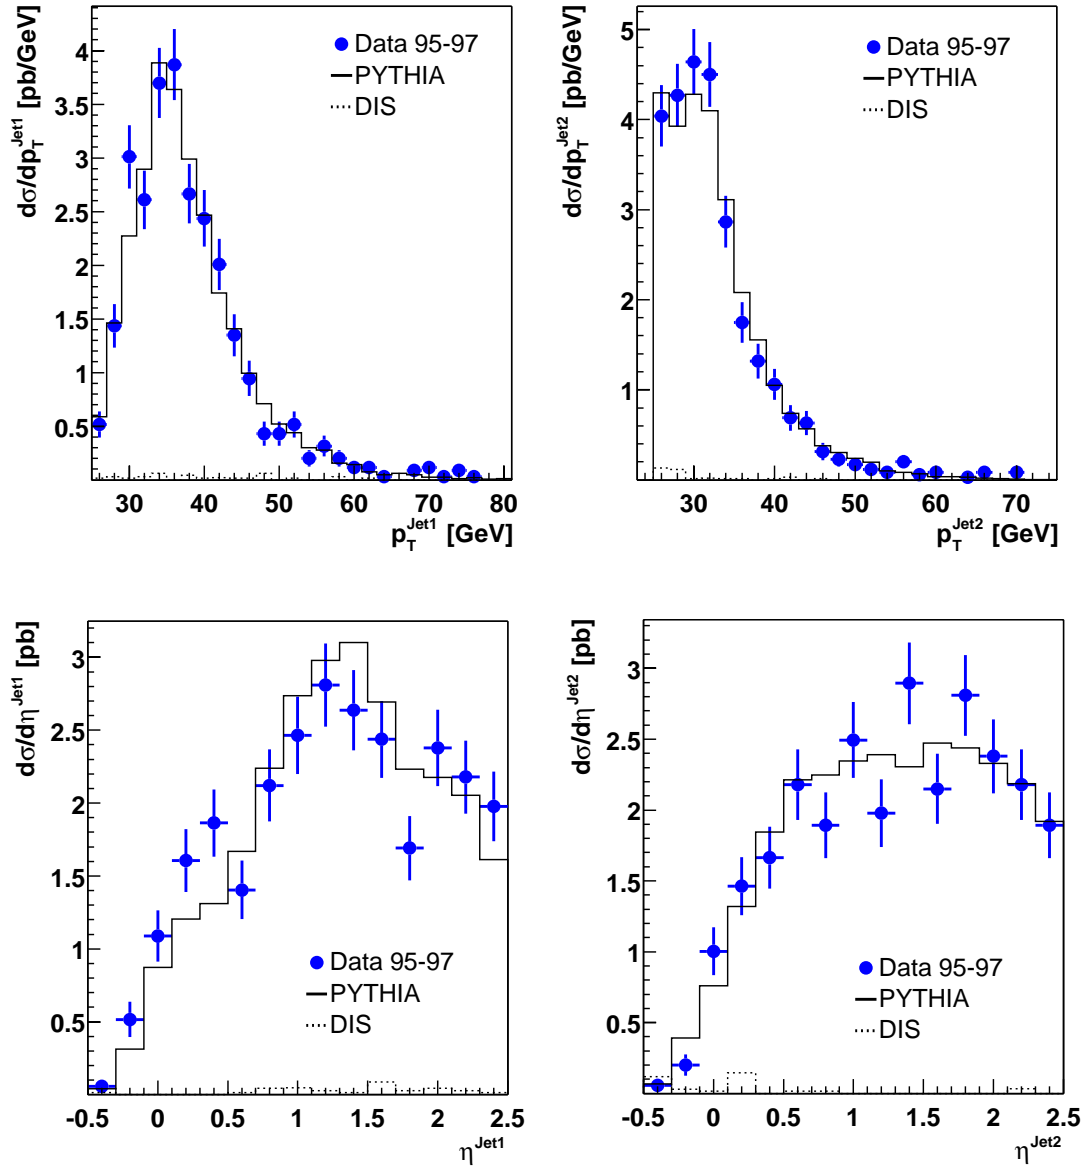 dσ/dp_T^Jet1 [pb/GeV]
4
3.5
3
2.5
2
1.5
1
0.5
Data 95-97
PYTHIA
DIS
30 40 50 60 70 80
p_T^Jet1 [GeV]
dσ/dp_T^Jet2 [pb/GeV]
5
4
3
2
1
Data 95-97
PYTHIA
DIS
30 40 50 60 70
p_T^Jet2 [GeV]
dσ/dη^Jet1 [pb]
3
2.5
2
1.5
1
0.5
Data 95-97
PYTHIA
DIS
-0.5 0 0.5 1 1.5 2 2.5
η^Jet1
dσ/dη^Jet2 [pb]
3
2.5
2
1.5
1
0.5
Data 95-97
PYTHIA
DIS
-0.5 0 0.5 1 1.5 2 2.5
η^Jet2